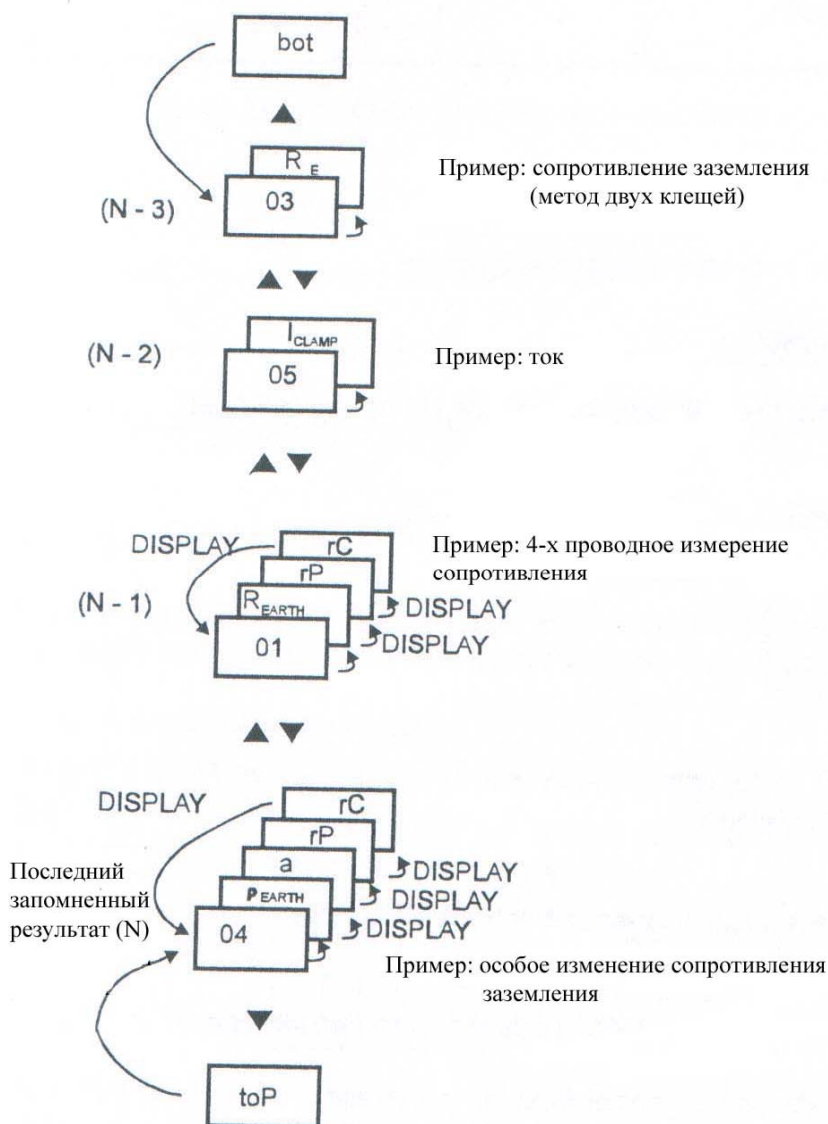 bot
R E
Пример: сопротивление заземления
(метод двух клещей)
03
(N - 3)
I CLAMP
(N - 2)
Пример: ток
05
DISPLAY
rC
Пример: 4-х проводное измерение
сопротивления
rP
(N - 1)
R EARTH
DISPLAY
01
DISPLAY
DISPLAY
rC
rP
Последний
запомненный
результат (N)
a
DISPLAY
ρ EARTH
DISPLAY
04
DISPLAY
Пример: особое изменение сопротивления
заземления
toP